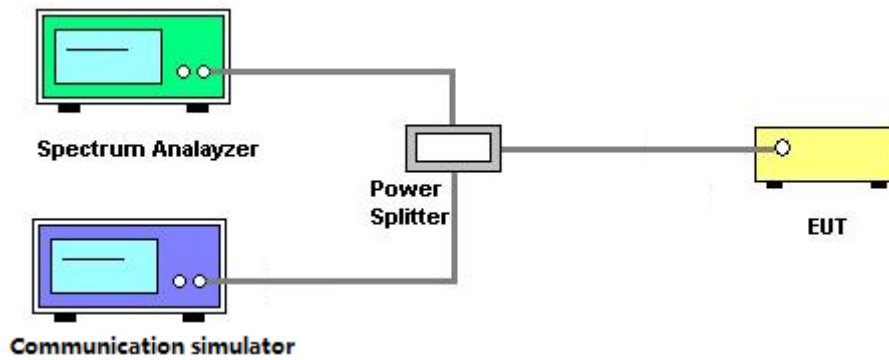 Spectrum Analayzer
Power
Splitter
EUT
Communication simulator